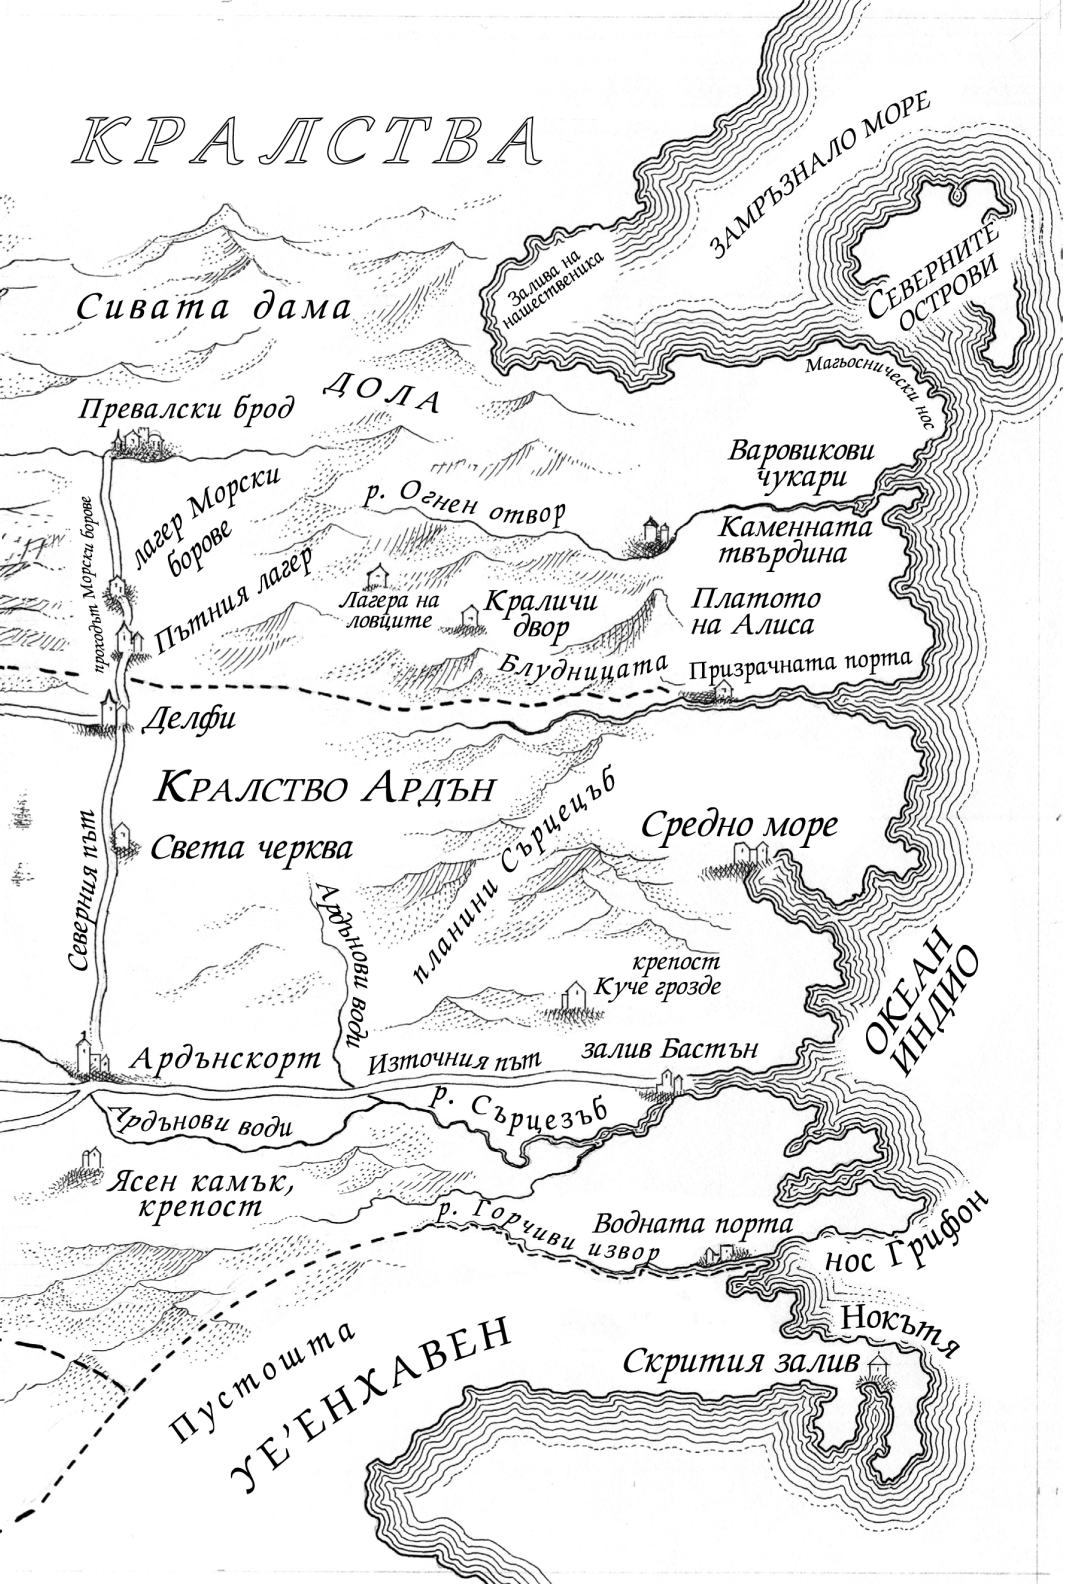 КРАЛСТВА
ЗАМРЪЗНАЛО МОРЕ
СЕВЕРНИТЕ
ОСТРОВИ
Залива на
нашественика
Сивата дама
Магьоснически нос
ДОЛА
Превалски брод
Варовикови
чукари
лагер Морски
борове
р. Огнен отвор
Каменната
твърдина
проходът Морски борове
Пътния лагер
Лагера на
ловците
Краличи
двор
Платото
на Алиса
Блудницата
Призрачната порта
Делфи
КРАЛСТВО АРДЪН
Средно море
Северния път
Света черква
планини Сърцецъб
Ардънови води
крепост
Куче грозде
ОКЕАН
ИНДИО
Ардънскорт
Източния път
залив Бастън
р. Сърцезъб
Ардънови води
Ясен камък,
крепост
р. Горчиви извор
Водната порта
нос Грифон
Нокътя
Скрития залив
Пустошта
УЕ'ЕНХАВЕН